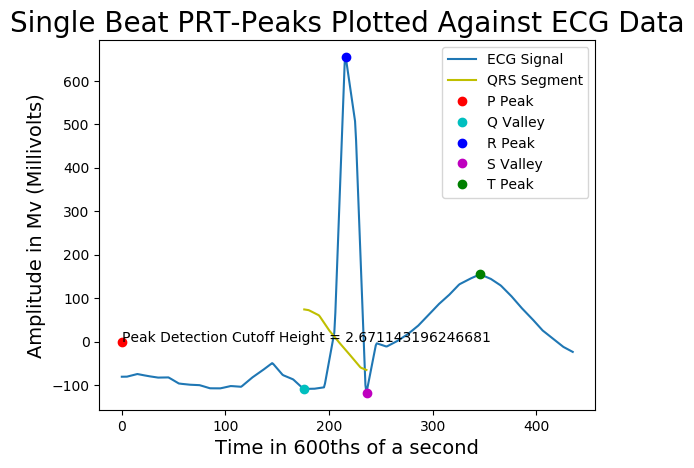 Single Beat PRT-Peaks Plotted Against ECG Data
Amplitude in Mv (Millivolts)
600
500
400
300
200
100
0
−100
ECG Signal
QRS Segment
P Peak
Q Valley
R Peak
S Valley
T Peak
Peak Detection Cutoff Height = 2.671143196246681
0 100 200 300 400
Time in 600ths of a second